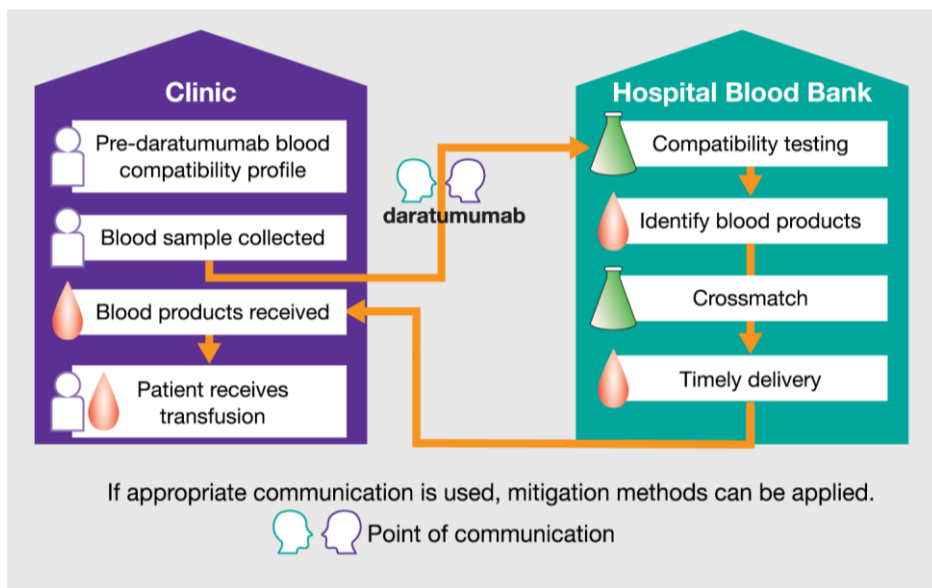 Clinic
Pre-daratumumab blood
compatibility profile
Blood sample collected
Blood products received
Patient receives
transfusion
daratumumab
Hospital Blood Bank
Compatibility testing
Identify blood products
Crossmatch
Timely delivery
If appropriate communication is used, mitigation methods can be applied.
Point of communication